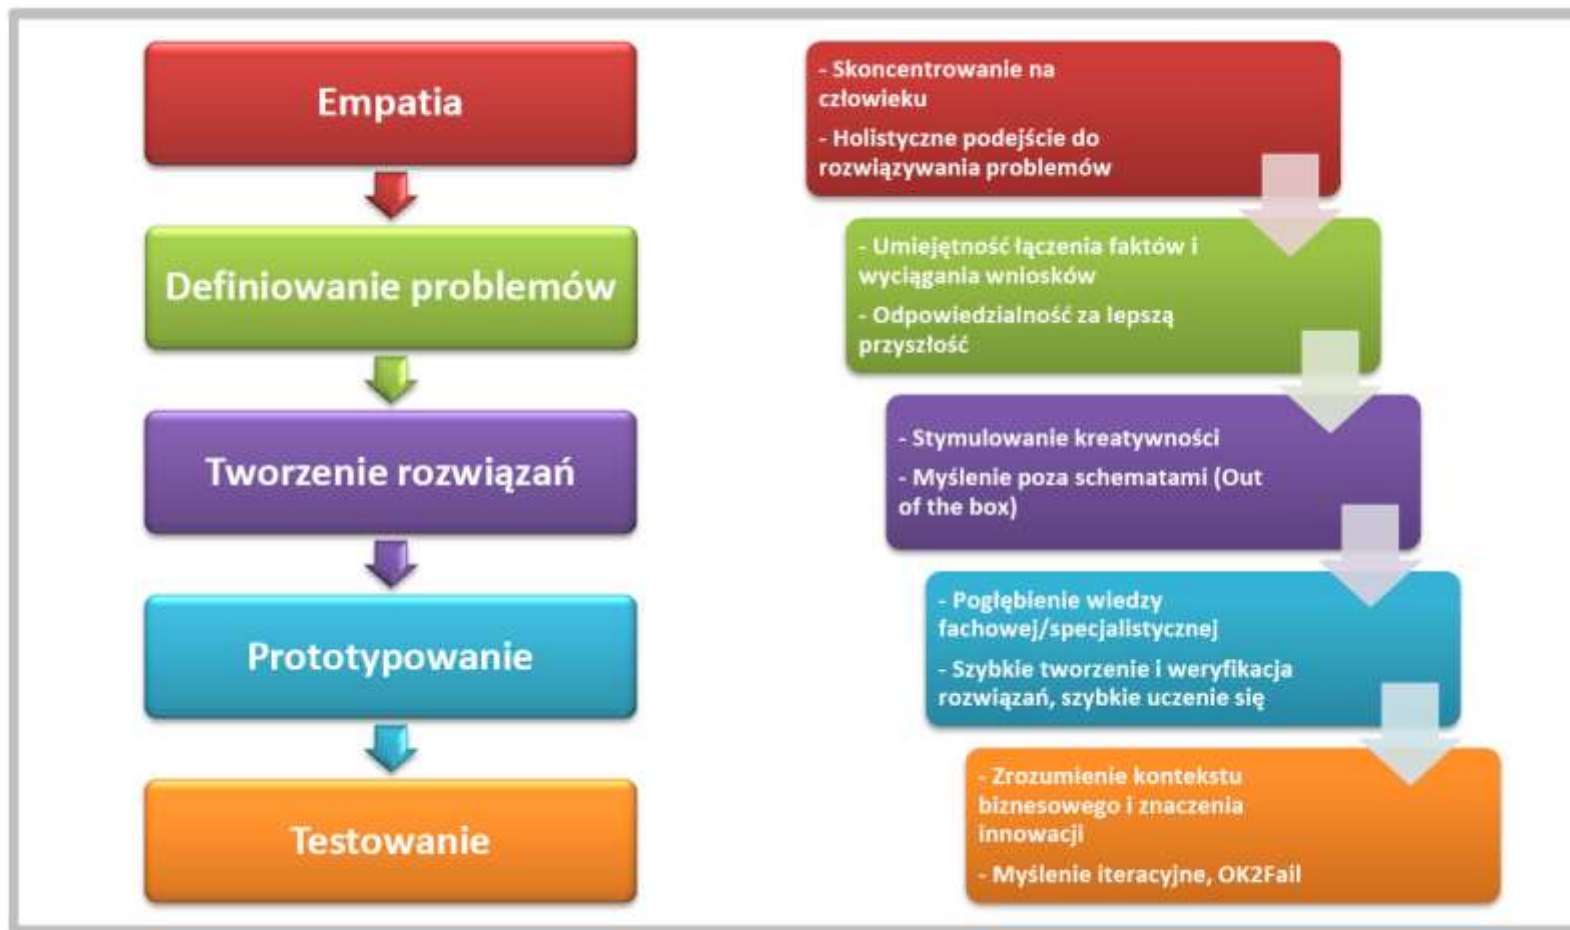 Empatia
Definiowanie problemów
Tworzenie rozwiązań
Prototypowanie
Testowanie
- Skoncentrowanie na
człowieku
- Holistyczne podejście do
rozwiązywania problemów
- Umiejętność łączenia faktów i
wyciągania wniosków
- Odpowiedzialność za lepszą
przyszłość
- Stymulowanie kreatywności
- Myślenie poza schematami (Out
of the box)
- Pogłębienie wiedzy
fachowej/specjalistycznej
- Szybkie tworzenie i weryfikacja
rozwiązań, szybkie uczenie się
- Zrozumienie kontekstu
biznesowego i znaczenia
innowacji
- Myślenie iteracyjne, OK2Fail